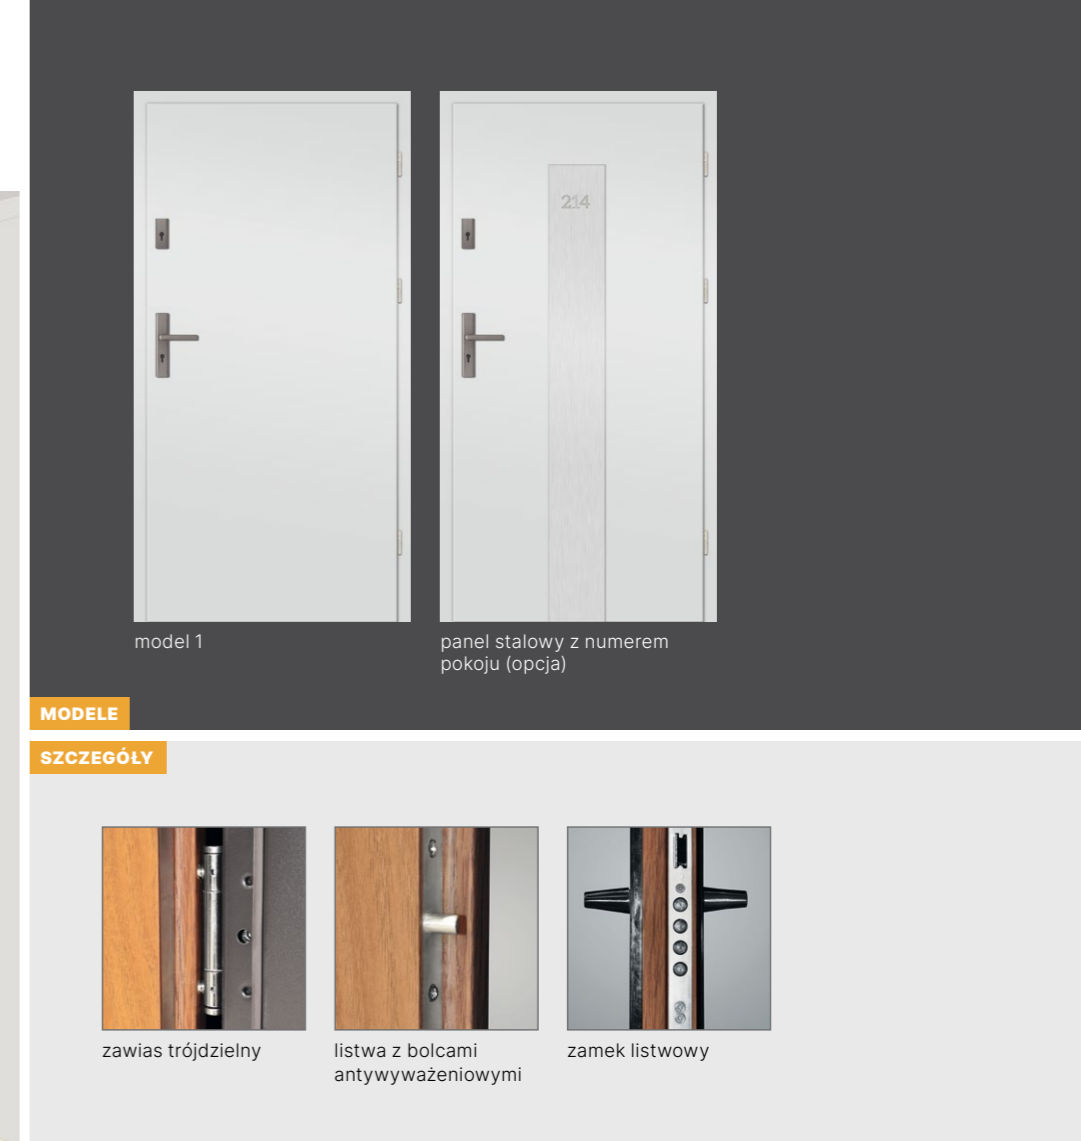 214
model 1
panel stalowy z numerem
pokoju (opcja)
MODELE
SZCZEGÓŁY
zawias trójdzielny
listwa z bolcami
antywyważeniowymi
zamek listwowy